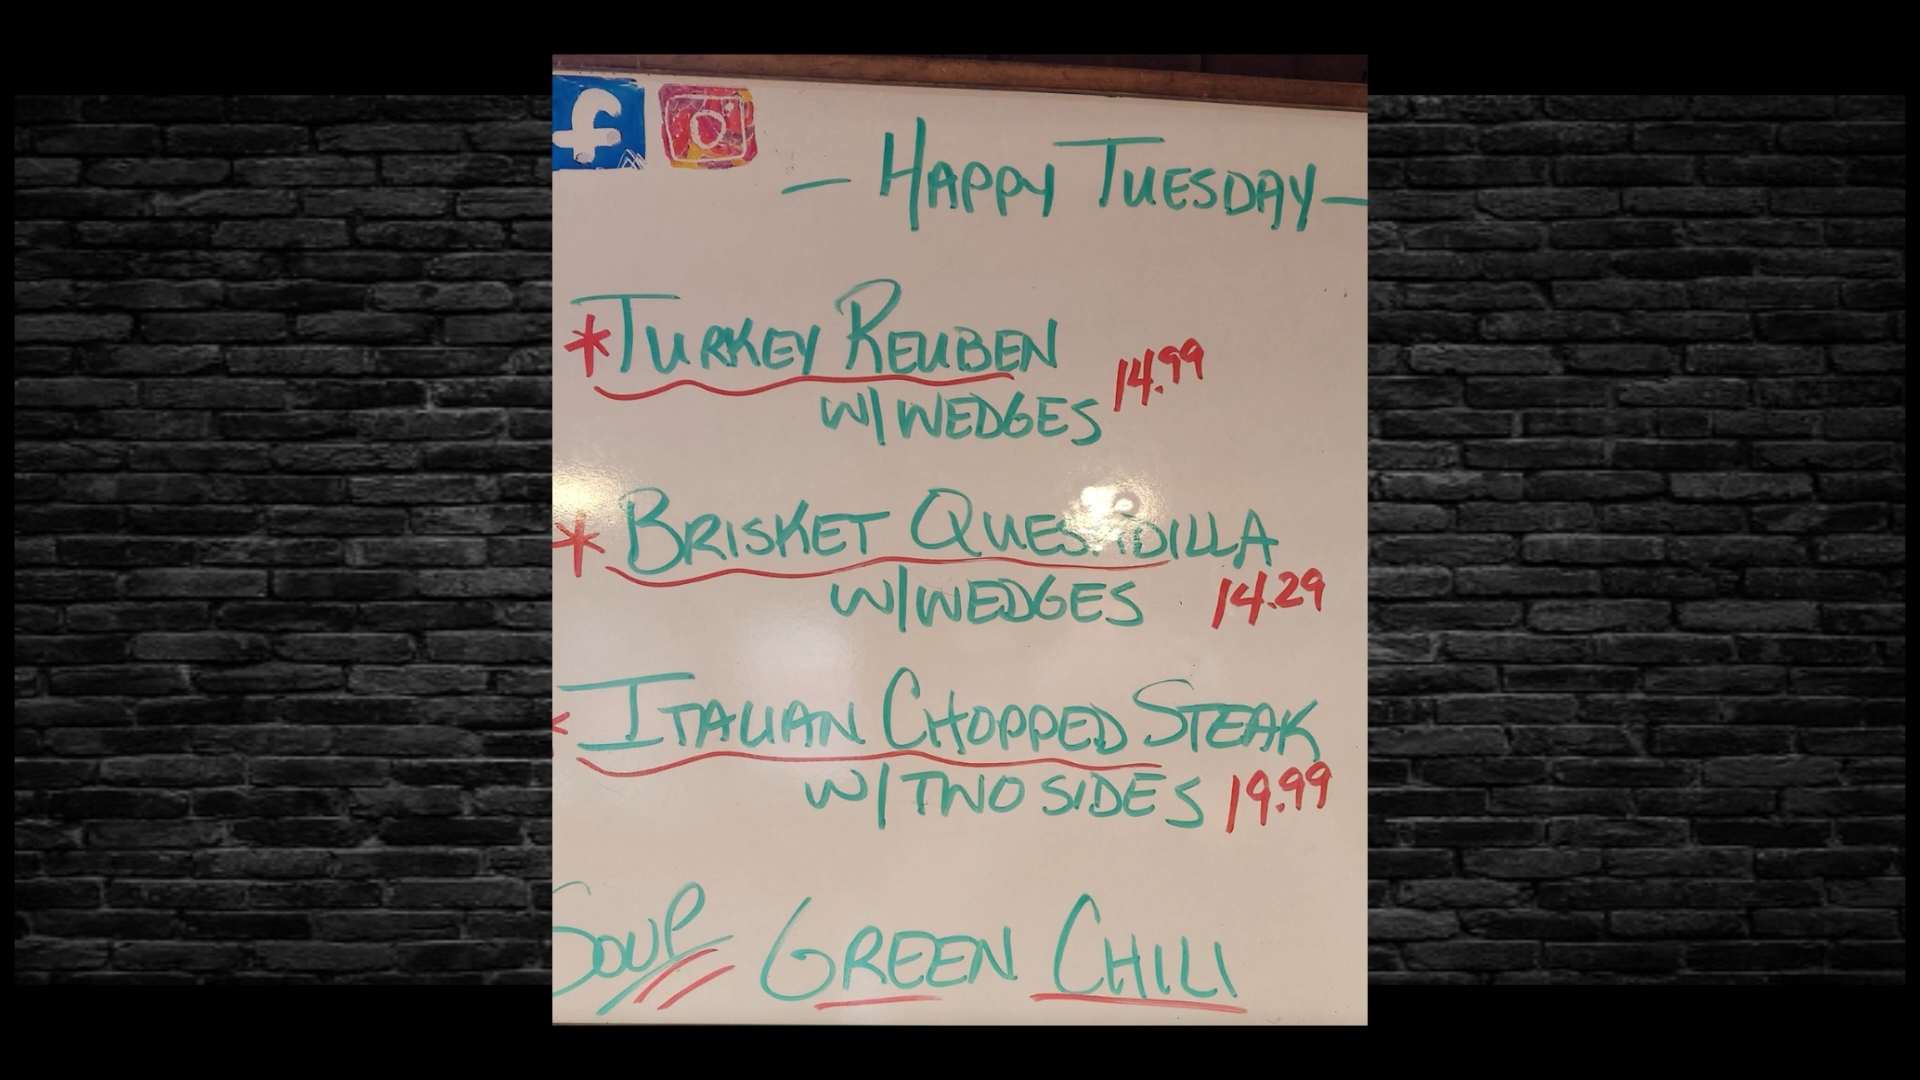 f
- HAPPY TUESDAY -
* TURKEY REUBEN
W/ WEDGES 14.99
* BRISKET QUESADILLA
W/ WEDGES 14.29
* ITALIAN CHOPPED STEAK
W/ TWO SIDES 19.99
SOUP GREEN CHILI